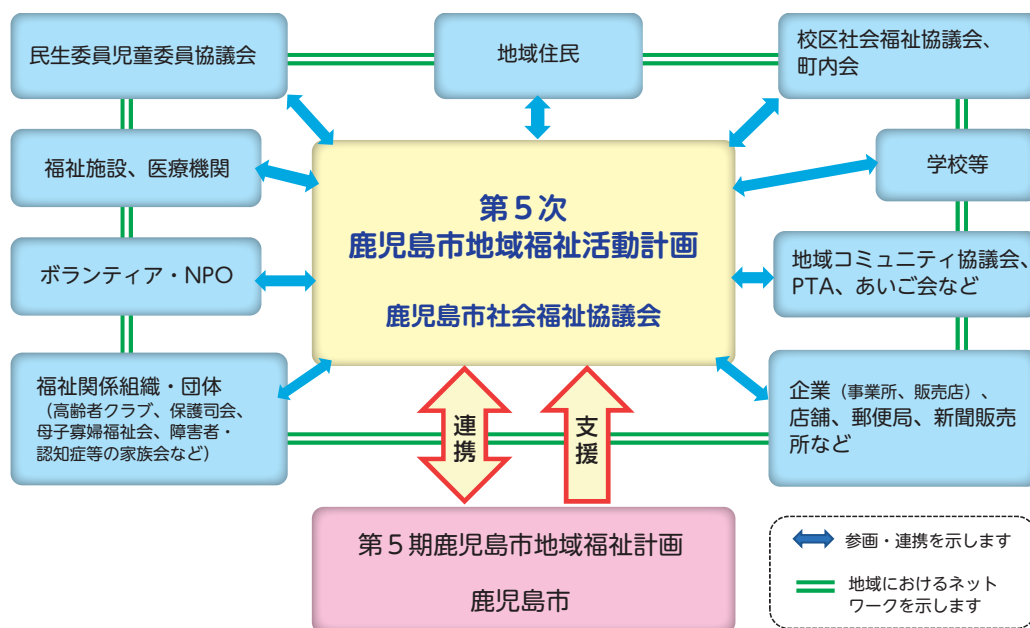 民生委員児童委員協議会
地域住民
校区社会福祉協議会、
町内会
福祉施設、医療機関
学校等
第5次
鹿児島市地域福祉活動計画
鹿児島市社会福祉協議会
ボランティア・NPO
地域コミュニティ協議会、
PTA、あいご会など
福祉関係組織・団体
（高齢者クラブ、保護司会、
母子寡婦福祉会、障害者・
認知症等の家族会など）
企業（事業所、販売店）、
店舗、郵便局、新聞販売
所など
連携
支援
第5期鹿児島市地域福祉計画
鹿児島市
参画・連携を示します
地域におけるネット
ワークを示します